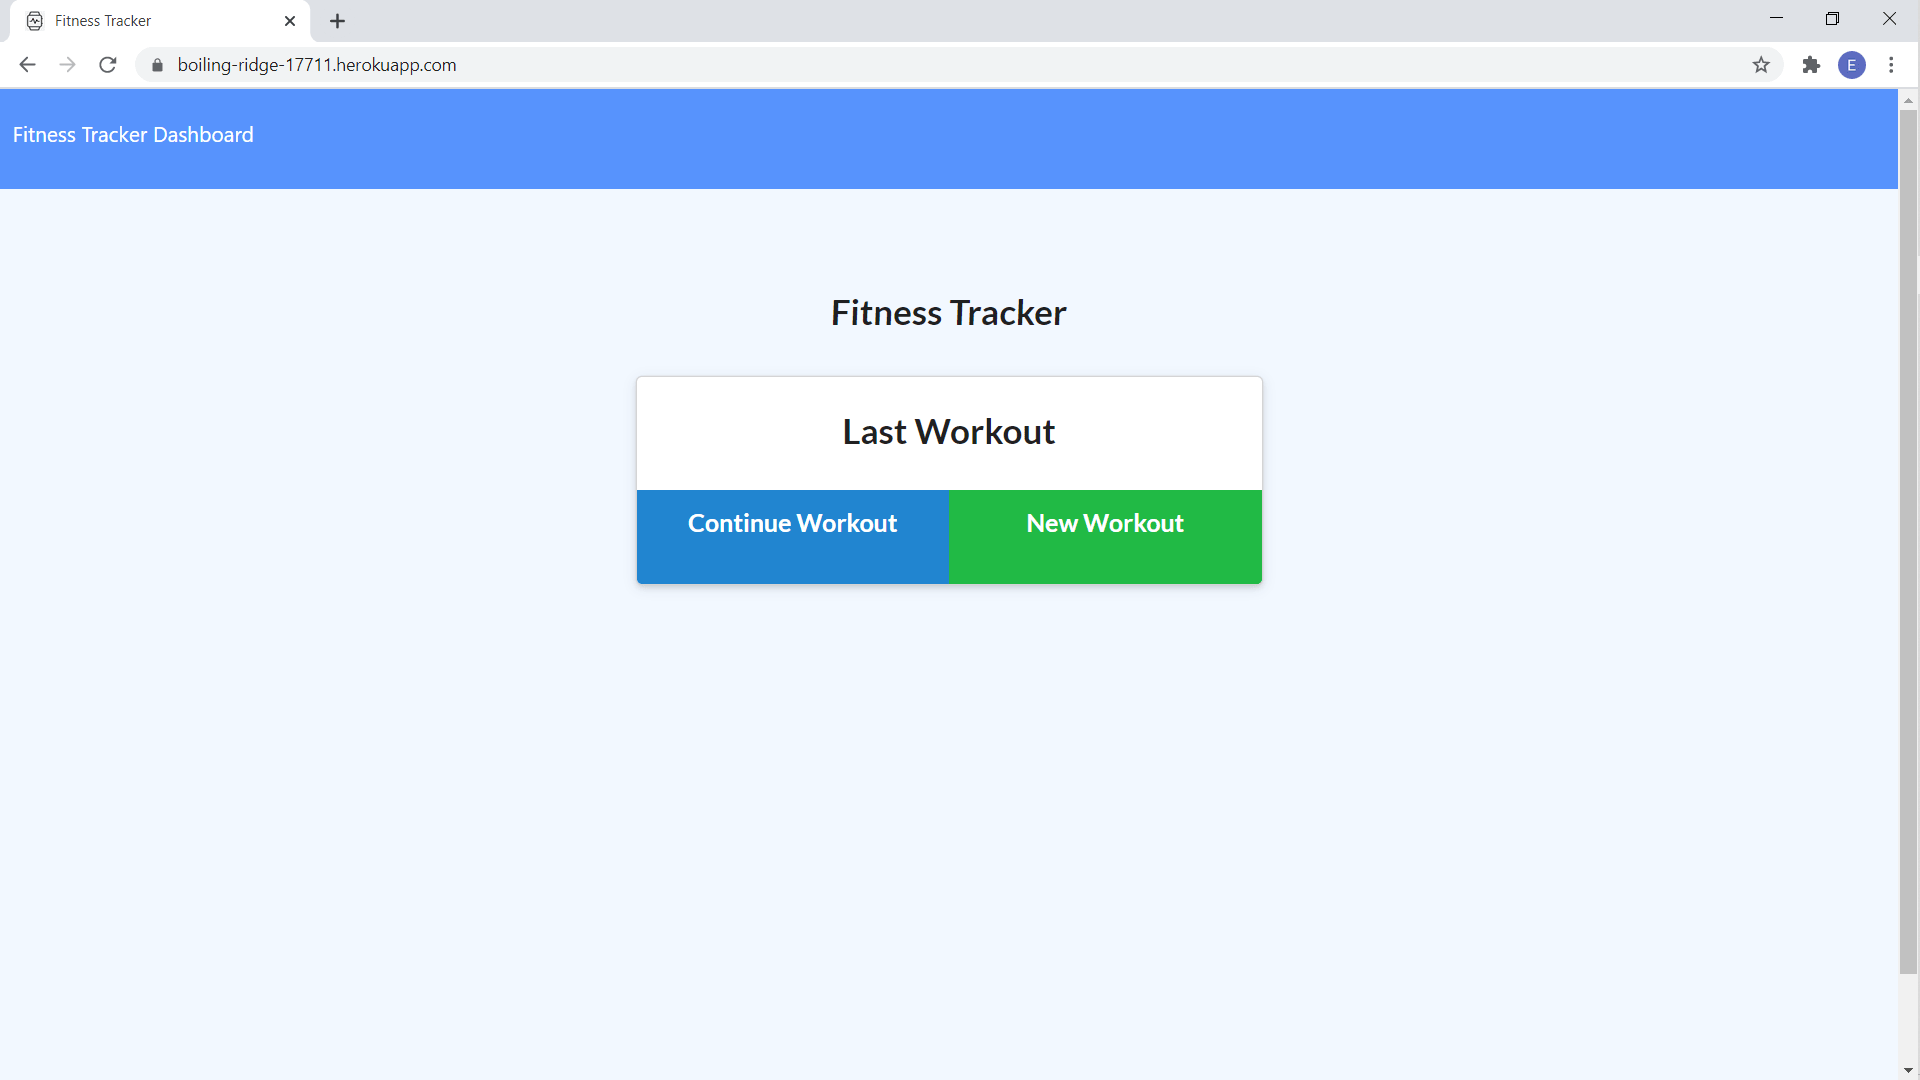 Fitness Tracker
boiling-ridge-17711.herokuapp.com
E
Fitness Tracker Dashboard
Fitness Tracker
Last Workout
Continue Workout New Workout